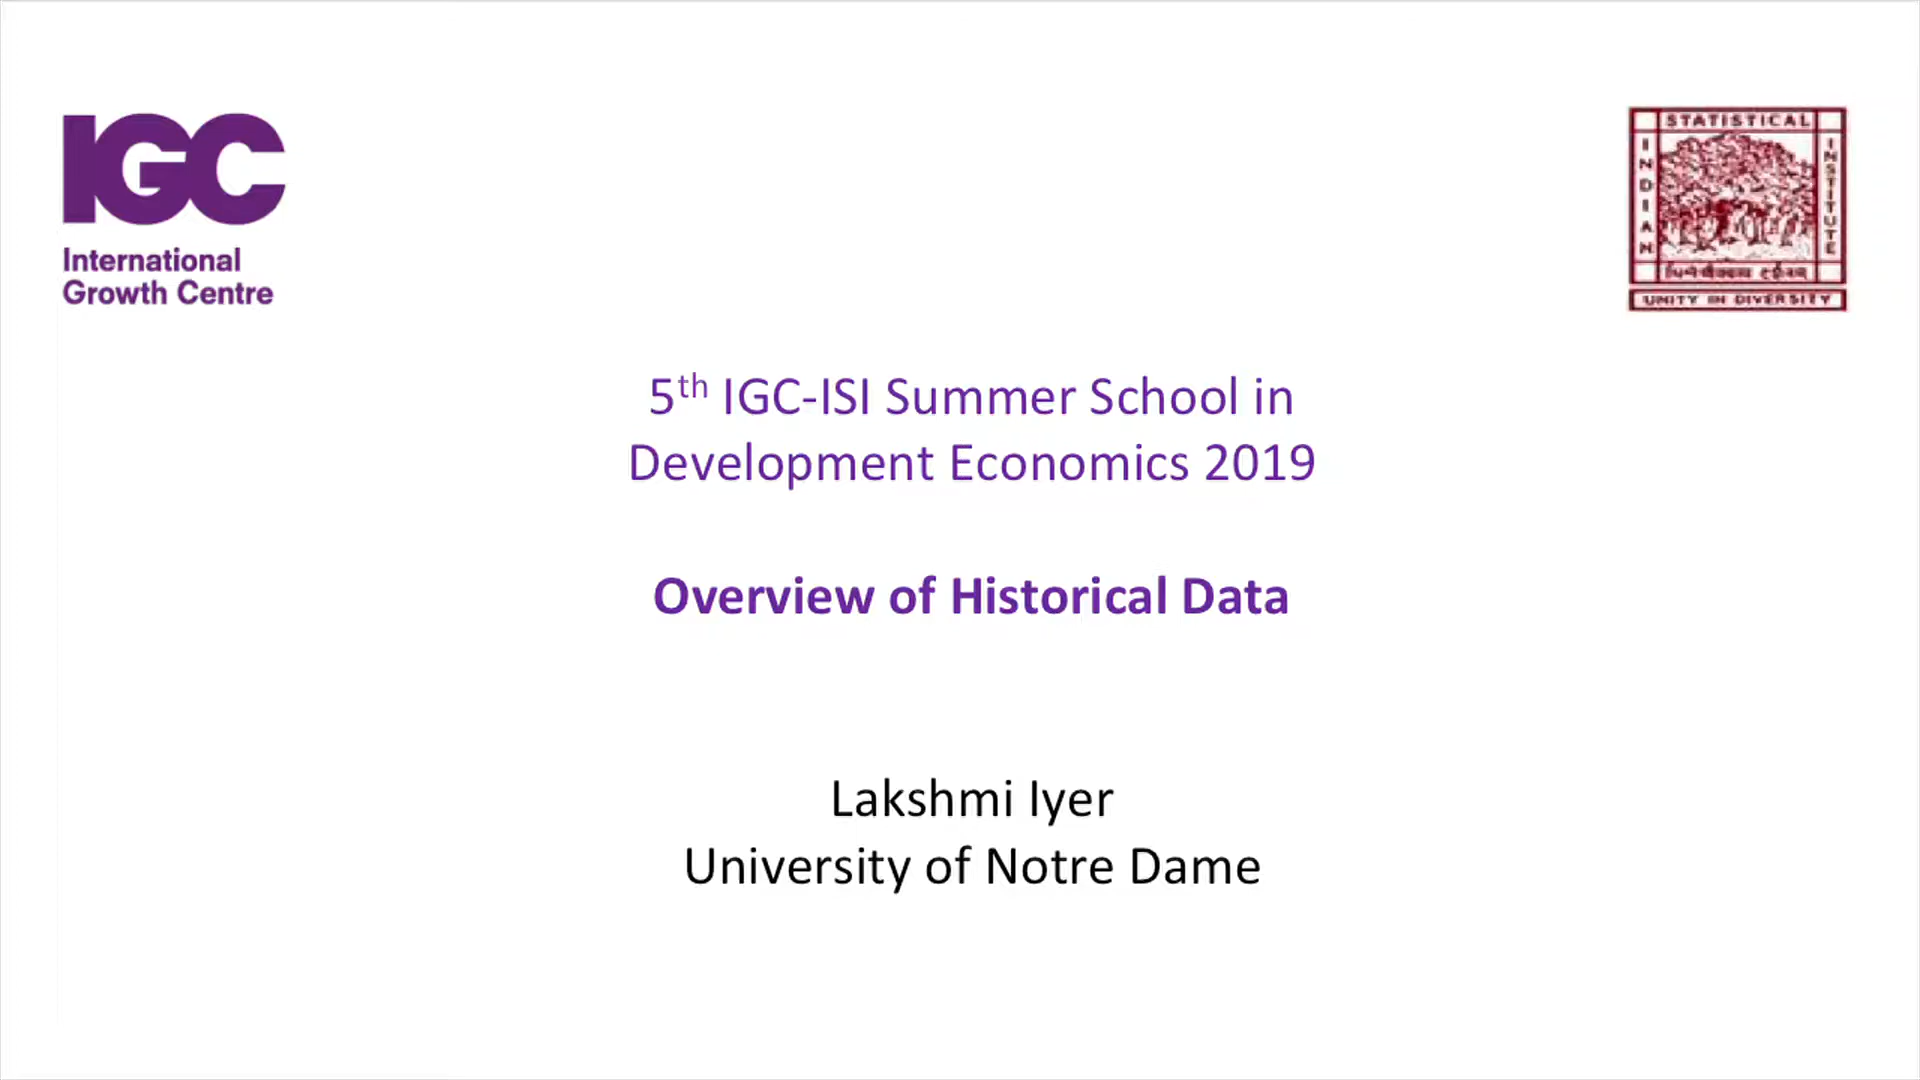 IGC
International
Growth Centre
STATISTICAL
INDIAN
INSTITUTE
UNITY IN DIVERSITY
5th IGC-ISI Summer School in
Development Economics 2019
Overview of Historical Data
Lakshmi Iyer
University of Notre Dame